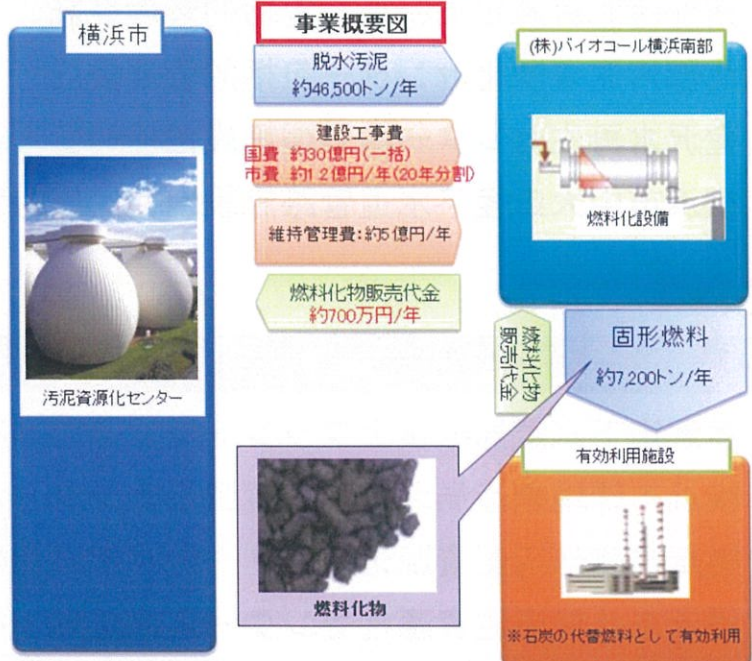 事業概要図
横浜市
汚泥資源化センター
脱水汚泥
約46,500トン/年
建設工事費
国費 約30億円(一括)
市費 約1.2億円/年(20年分割)
維持管理費:約5億円/年
燃料化物販売代金
約700万円/年
(株)バイオコール横浜南部
燃料化設備
燃料化物
販売代金
固形燃料
約7,200トン/年
燃料化物
有効利用施設
※石炭の代替燃料として有効利用